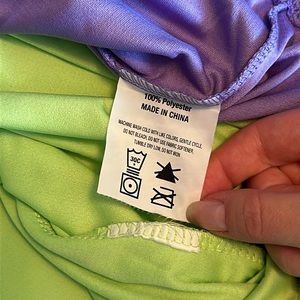 100% Polyester
MADE IN CHINA
MACHINE WASH COLD WITH LIKE COLORS, GENTLE CYCLE.
DO NOT BLEACH, DO NOT USE FABRIC SOFTENER,
TUMBLE DRY LOW, DO NOT IRON.
30C